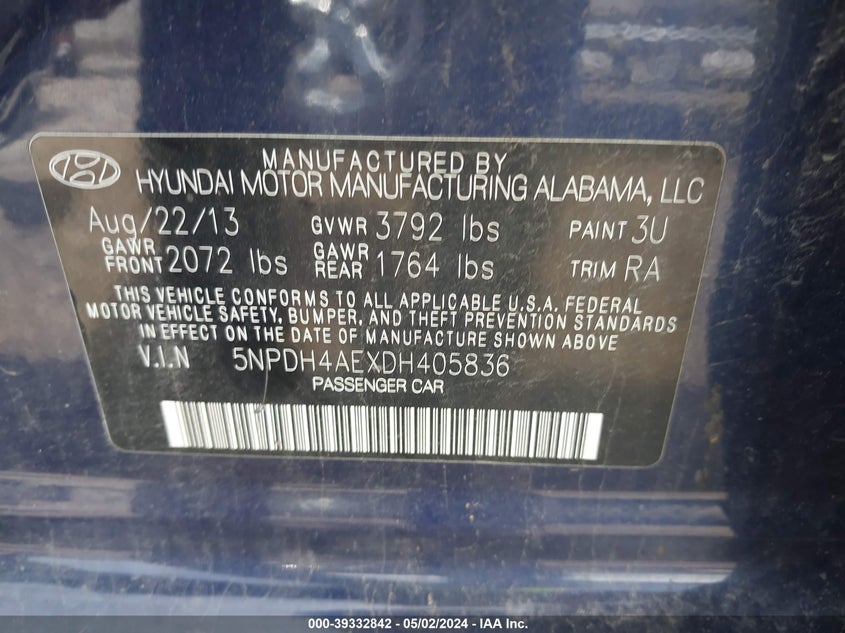 MANUFACTURED BY
HYUNDAI MOTOR MANUFACTURING ALABAMA, LLC
Aug/22/13 GVWR 3792 lbs PAINT 3U
GAWR FRONT 2072 lbs GAWR REAR 1764 lbs TRIM RA
THIS VEHICLE CONFORMS TO ALL APPLICABLE U.S.A. FEDERAL
MOTOR VEHICLE SAFETY, BUMPER, AND THEFT PREVENTION STANDARDS
IN EFFECT ON THE DATE OF MANUFACTURE SHOWN ABOVE
V.I.N 5NPDH4AEXDH405836
PASSENGER CAR
000-39332842 - 05/02/2024 - IAA Inc.